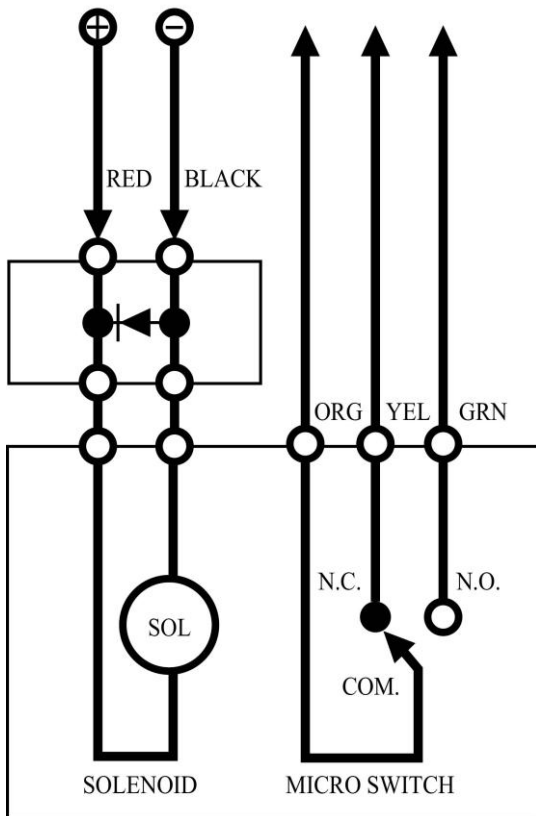 + −
RED BLACK
ORG YEL GRN
N.C. N.O.
SOL
COM.
SOLENOID MICRO SWITCH